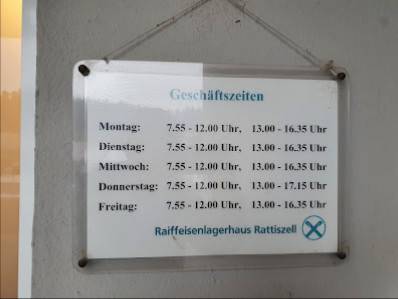 Geschäftszeiten
Montag: 7.55 - 12.00 Uhr, 13.00 - 16.35 Uhr
Dienstag: 7.55 - 12.00 Uhr, 13.00 - 16.35 Uhr
Mittwoch: 7.55 - 12.00 Uhr, 13.00 - 16.35 Uhr
Donnerstag: 7.55 - 12.00 Uhr, 13.00 - 17.15 Uhr
Freitag: 7.55 - 12.00 Uhr, 13.00 - 16.35 Uhr
Raiffeisenlagerhaus Rattiszell